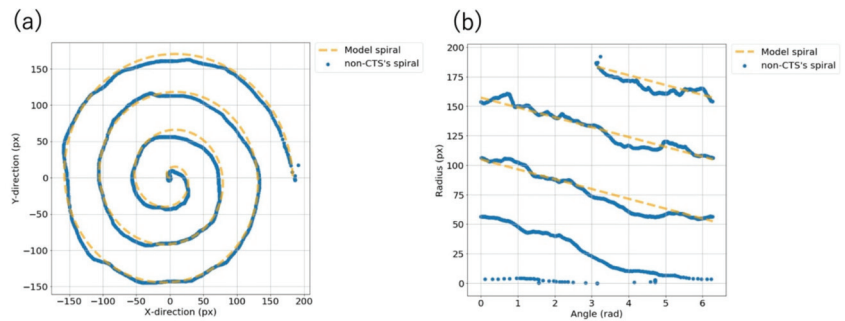 (a)
Model spiral
non-CTS's spiral
150
100
50
0
−50
−100
−150
Y-direction (px)
−150 −100 −50 0 50 100 150 200
X-direction (px)
(b)
Model spiral
non-CTS's spiral
200
175
150
125
100
75
50
25
0
Radius (px)
0 1 2 3 4 5 6
Angle (rad)